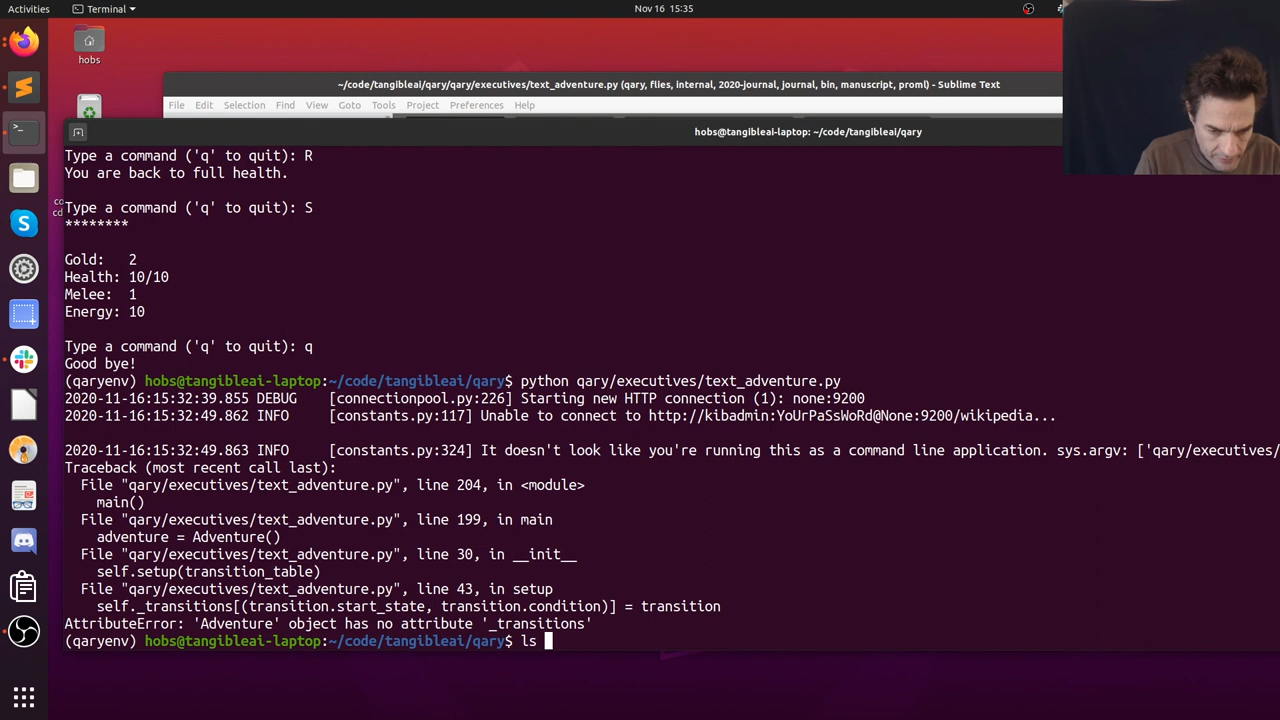 Activities
Terminal
Nov 16 15:35
hobs
~/code/tangibleai/qary/qary/executives/text_adventure.py (qary, flies, internal, 2020-journal, journal, bin, manuscript, proml) - Sublime Text
File Edit Selection Find View Goto Tools Project Preferences Help
hobs@tangibleai-laptop: ~/code/tangibleai/qary
Type a command ('q' to quit): R
You are back to full health.
Type a command ('q' to quit): S
********
Gold: 2
Health: 10/10
Melee: 1
Energy: 10
Type a command ('q' to quit): q
Good bye!
(qaryenv) hobs@tangibleai-laptop:~/code/tangibleai/qary$ python qary/executives/text_adventure.py
2020-11-16:15:32:39.855 DEBUG [connectionpool.py:226] Starting new HTTP connection (1): none:9200
2020-11-16:15:32:49.862 INFO [constants.py:117] Unable to connect to http://kibadmin:YoUrPaSsWoRd@None:9200/wikipedia...
2020-11-16:15:32:49.863 INFO [constants.py:324] It doesn't look like you're running this as a command line application. sys.argv: ['qary/executives/
Traceback (most recent call last):
File "qary/executives/text_adventure.py", line 204, in <module>
main()
File "qary/executives/text_adventure.py", line 199, in main
adventure = Adventure()
File "qary/executives/text_adventure.py", line 30, in __init__
self.setup(transition_table)
File "qary/executives/text_adventure.py", line 43, in setup
self._transitions[(transition.start_state, transition.condition)] = transition
AttributeError: 'Adventure' object has no attribute '_transitions'
(qaryenv) hobs@tangibleai-laptop:~/code/tangibleai/qary$ ls